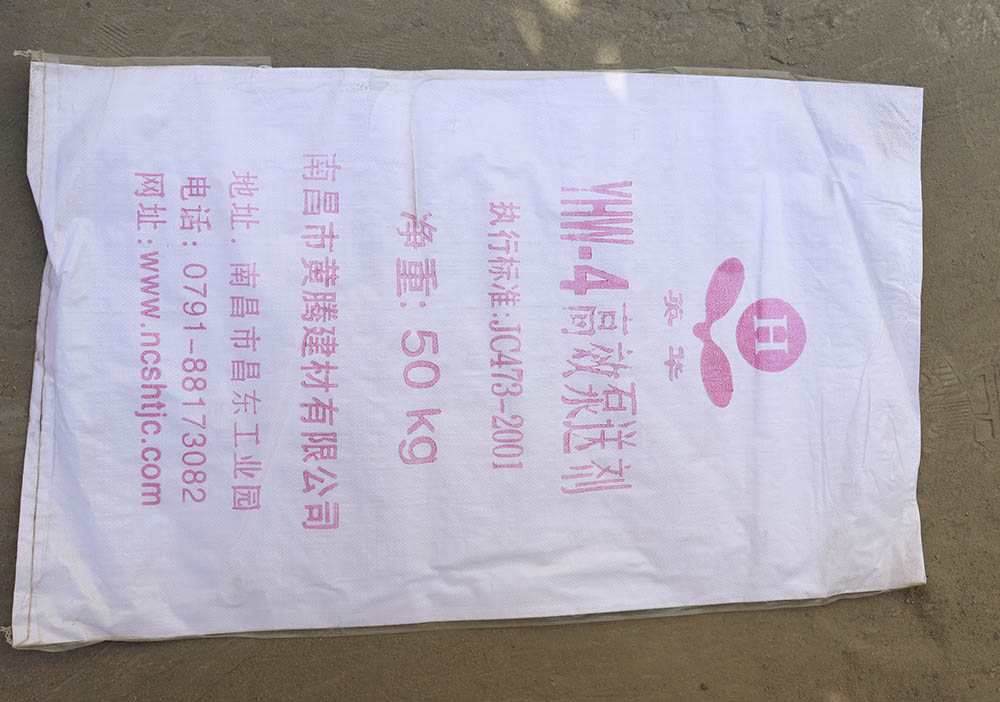 H
英华
YHW-4高效泵送剂
执行标准:JC473-2001
净重: 50 kg
南昌市黄腾建材有限公司
地址: 南昌市昌东工业园
电话: 0791-88173082
网址: www.ncshtjc.com